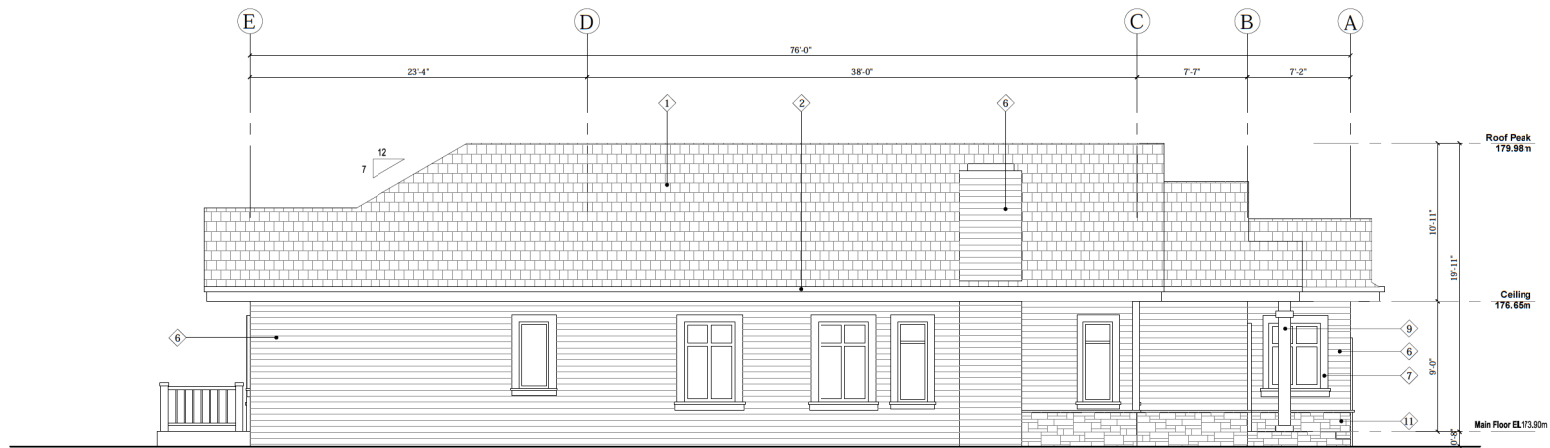 E D C B A
76'-0"
23'-4" 38'-0" 7'-7" 7'-2"
1 2 6
Roof Peak
179.98m
12
7
10'-11"
19'-11"
Ceiling
176.65m
6 9
6
9'-0"
7
11
Main Floor El.173.90m
0'-8"